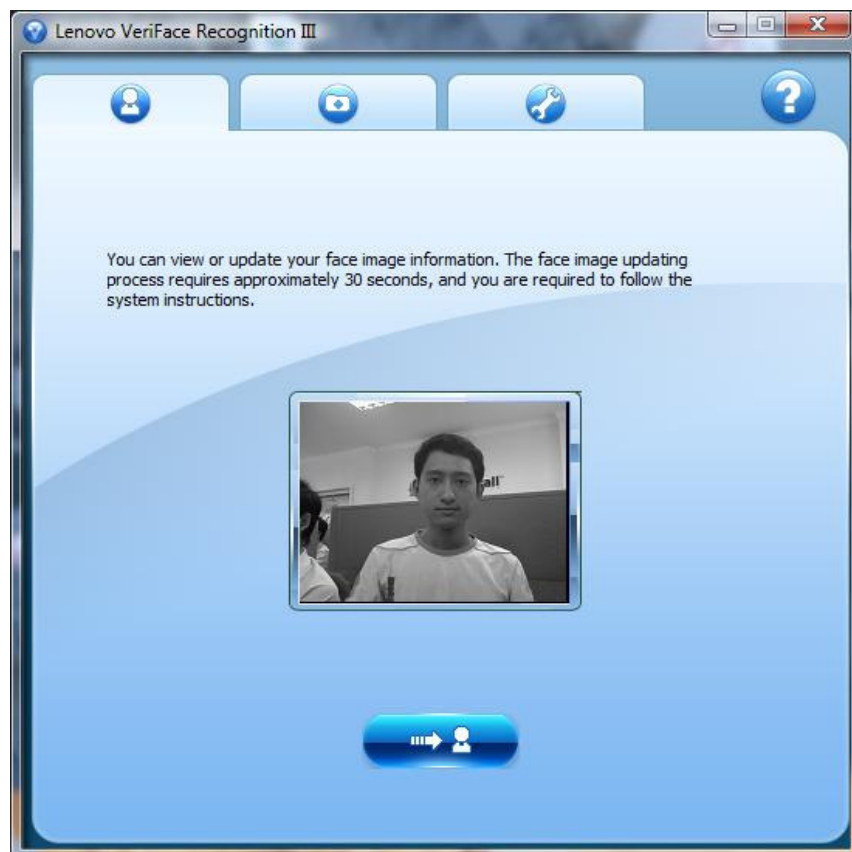 Lenovo VeriFace Recognition III
You can view or update your face image information. The face image updating
process requires approximately 30 seconds, and you are required to follow the
system instructions.
all